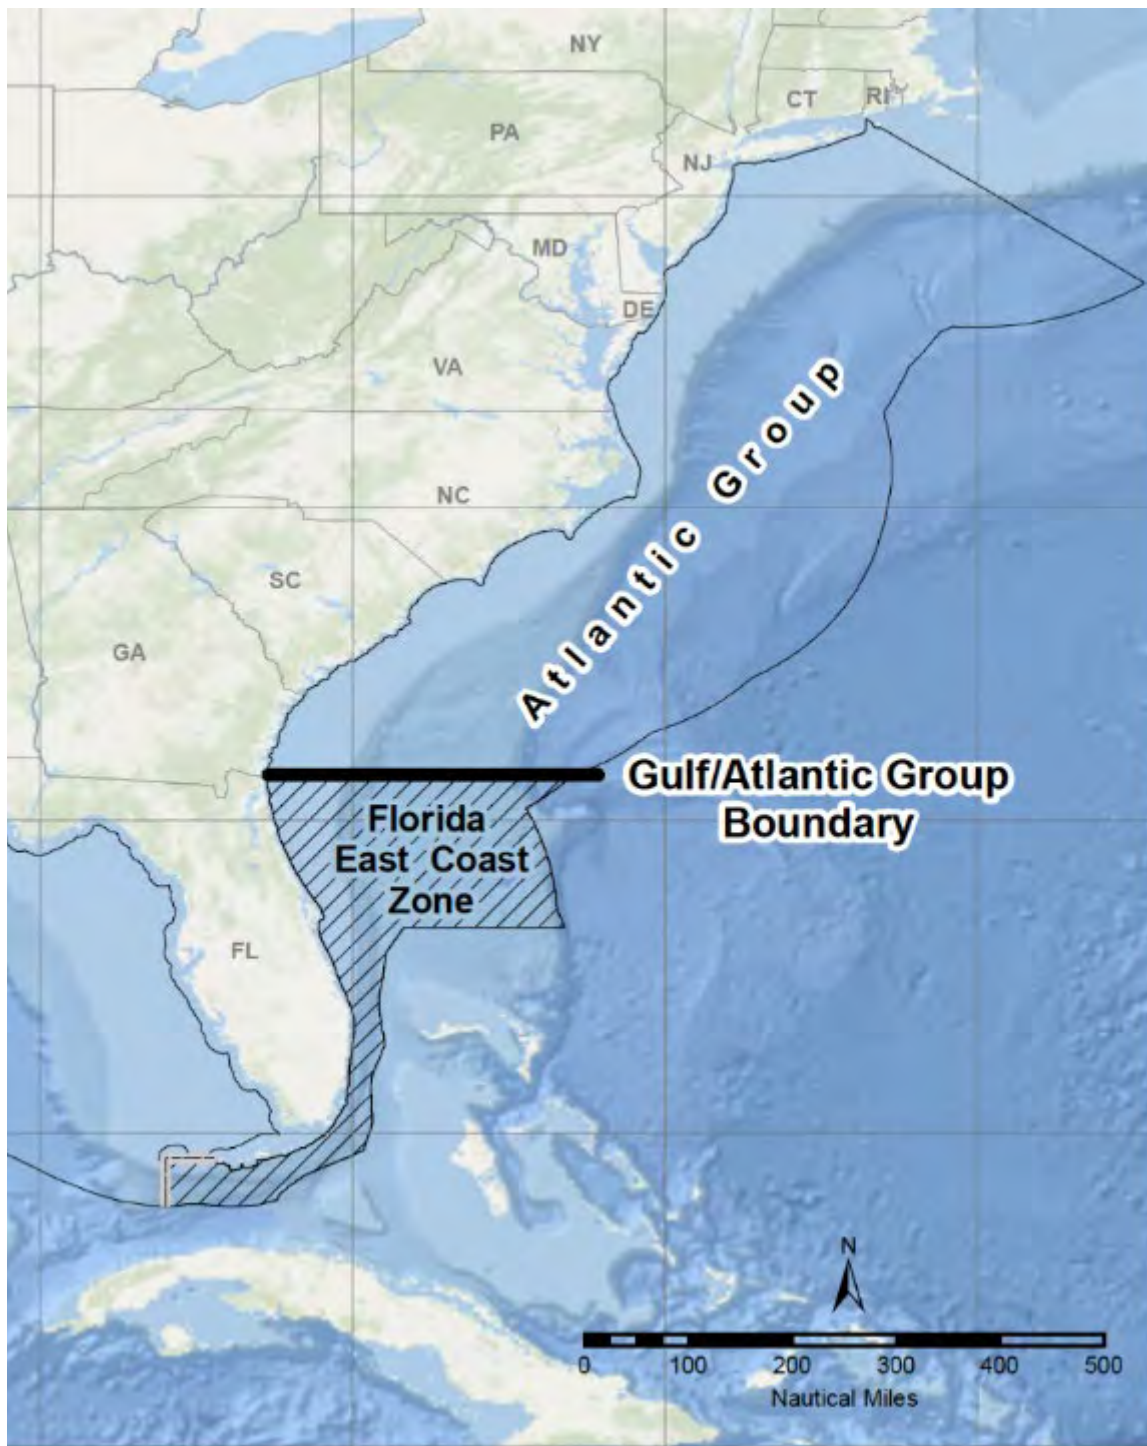 NY
CT
RI
PA
NJ
MD
DE
VA
NC
SC
GA
FL
Atlantic Group
Gulf/Atlantic Group
Boundary
Florida
East Coast
Zone
N
0 100 200 300 400 500
Nautical Miles